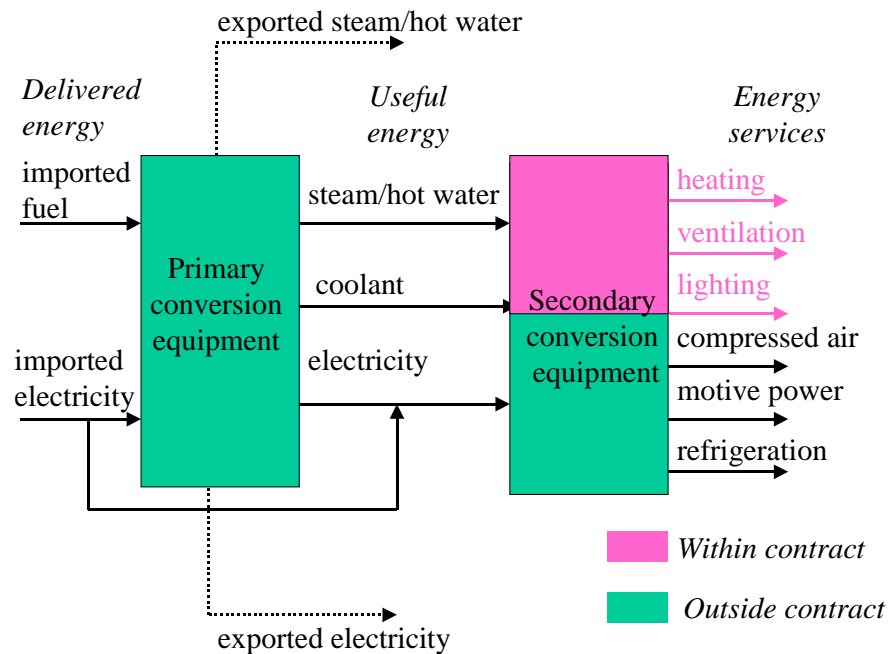 exported steam/hot water
Delivered
energy
Useful
energy
Energy
services
imported
fuel
steam/hot water
heating
ventilation
Primary
conversion
equipment
coolant
lighting
Secondary
conversion
equipment
imported
electricity
electricity
compressed air
motive power
refrigeration
Within contract
Outside contract
exported electricity